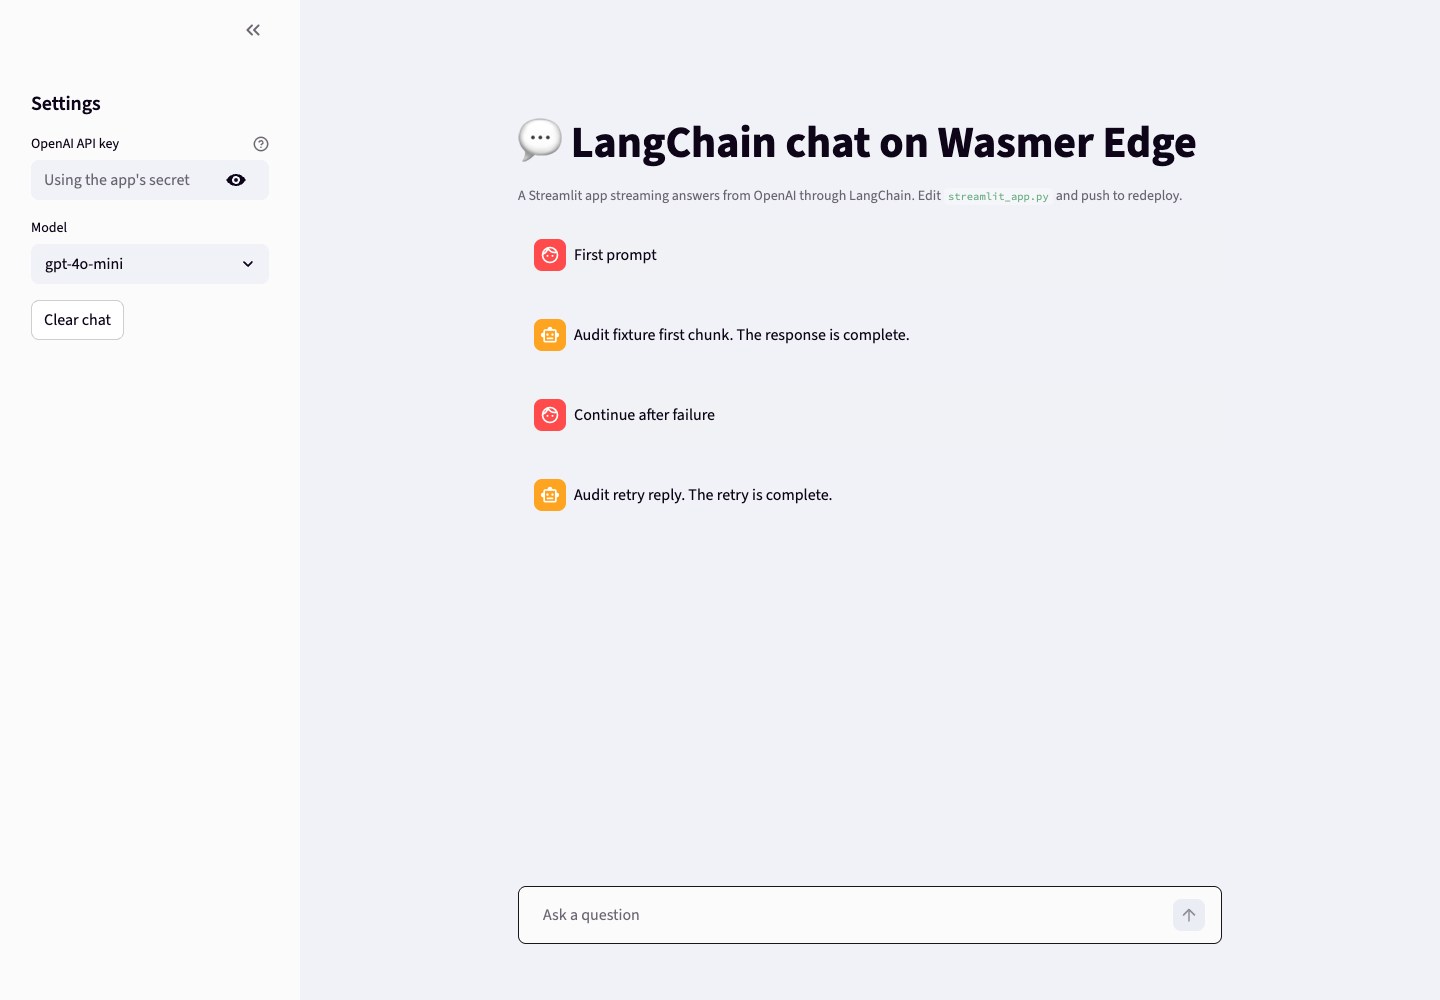 Settings
OpenAI API key
Using the app's secret
Model
gpt-4o-mini
Clear chat
LangChain chat on Wasmer Edge
A Streamlit app streaming answers from OpenAI through LangChain. Edit streamlit_app.py and push to redeploy.
First prompt
Audit fixture first chunk. The response is complete.
Continue after failure
Audit retry reply. The retry is complete.
Ask a question